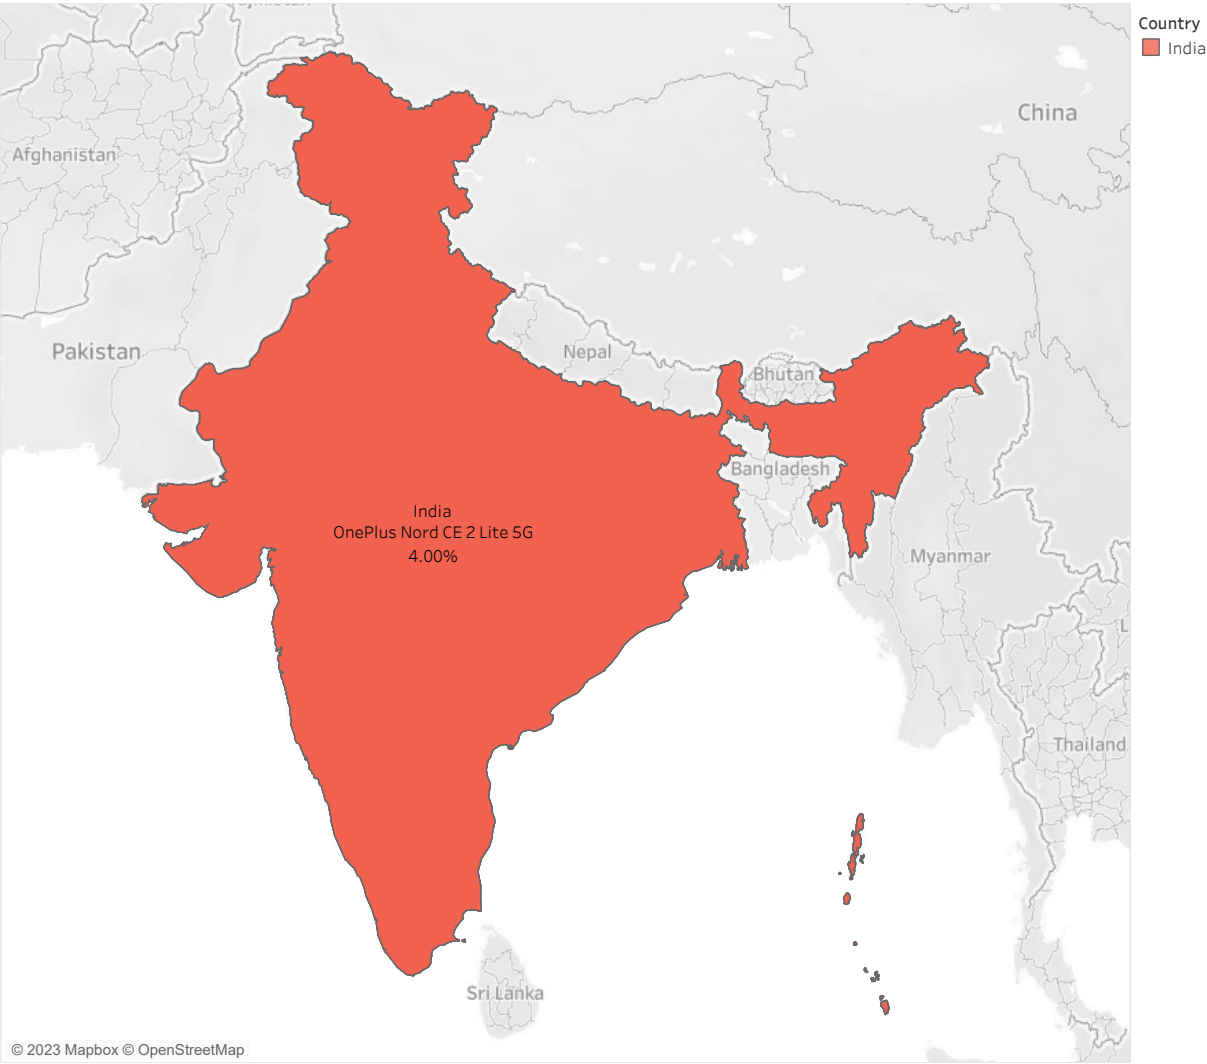 Country
India
China
Afghanistan
Pakistan
Nepal
Bhutan
Bangladesh
India
OnePlus Nord CE 2 Lite 5G
4.00%
Myanmar
Thailand
Sri Lanka
© 2023 Mapbox © OpenStreetMap